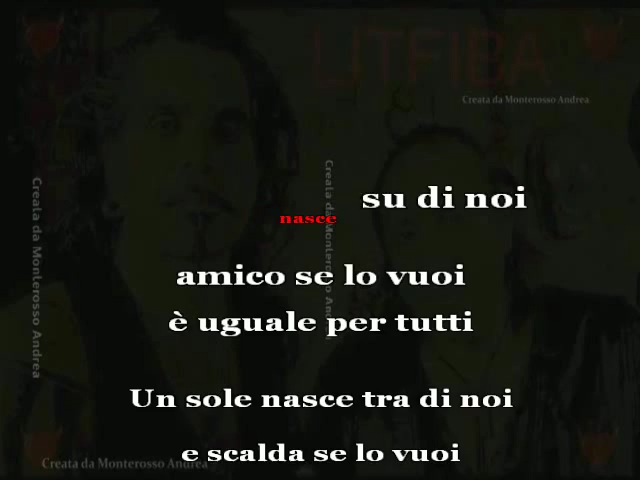 LITFIBA
Creata da Monterosso Andrea
Creata da Monterosso Andrea
Creata da Monterosso Andrea
su di noi
nasce
amico se lo vuoi
è uguale per tutti
Un sole nasce tra di noi
e scalda se lo vuoi
Creata da Monterosso Andrea